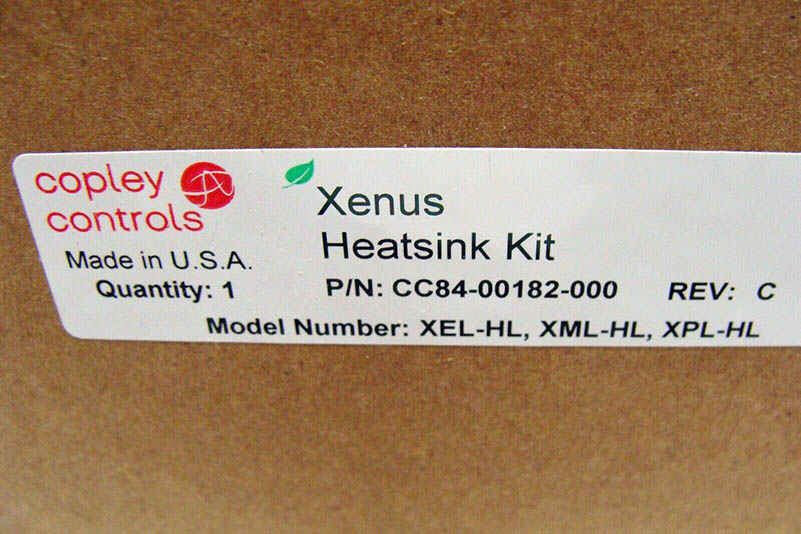 copley
controls
Made in U.S.A.
Quantity: 1
Xenus
Heatsink Kit
P/N: CC84-00182-000 REV: C
Model Number: XEL-HL, XML-HL, XPL-HL